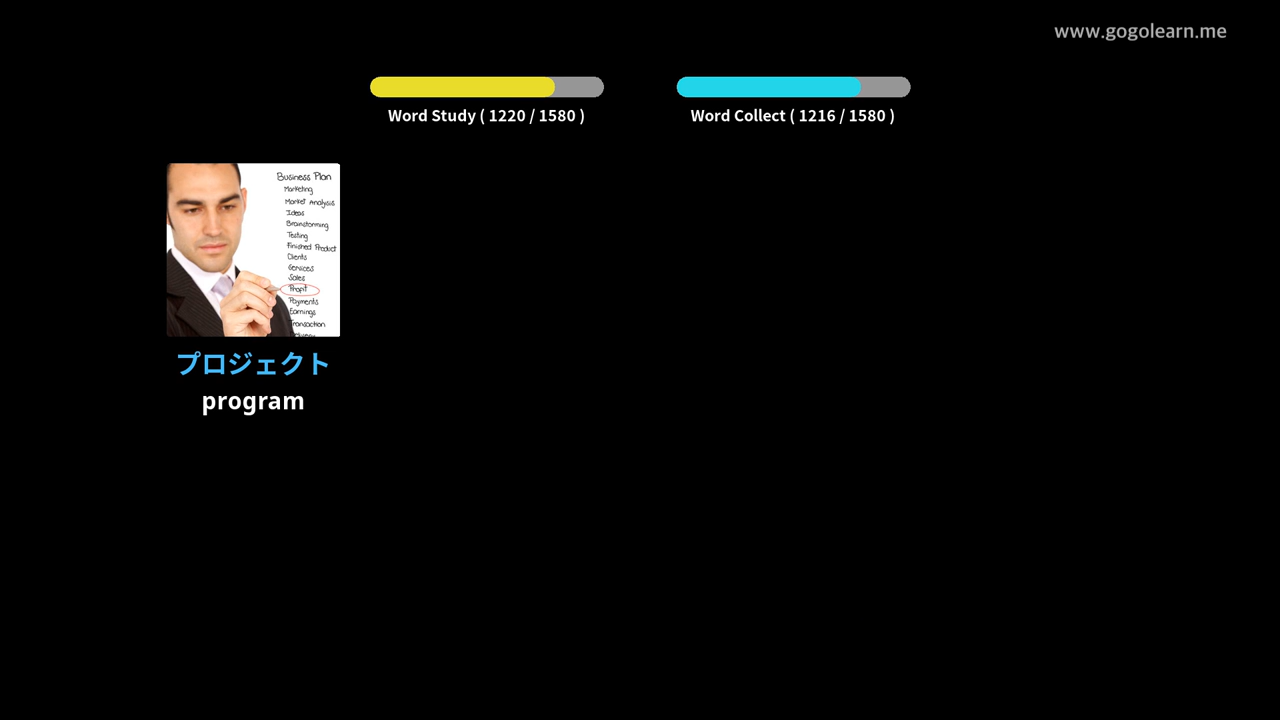 www.gogolearn.me
Word Study ( 1220 / 1580 )
Word Collect ( 1216 / 1580 )
Business Plan
Marketing
Market Analysis
Ideas
Brainstorming
Testing
Finished Product
Clients
Services
Sales
Profit
Payments
Earnings
Transaction
プロジェクト
program